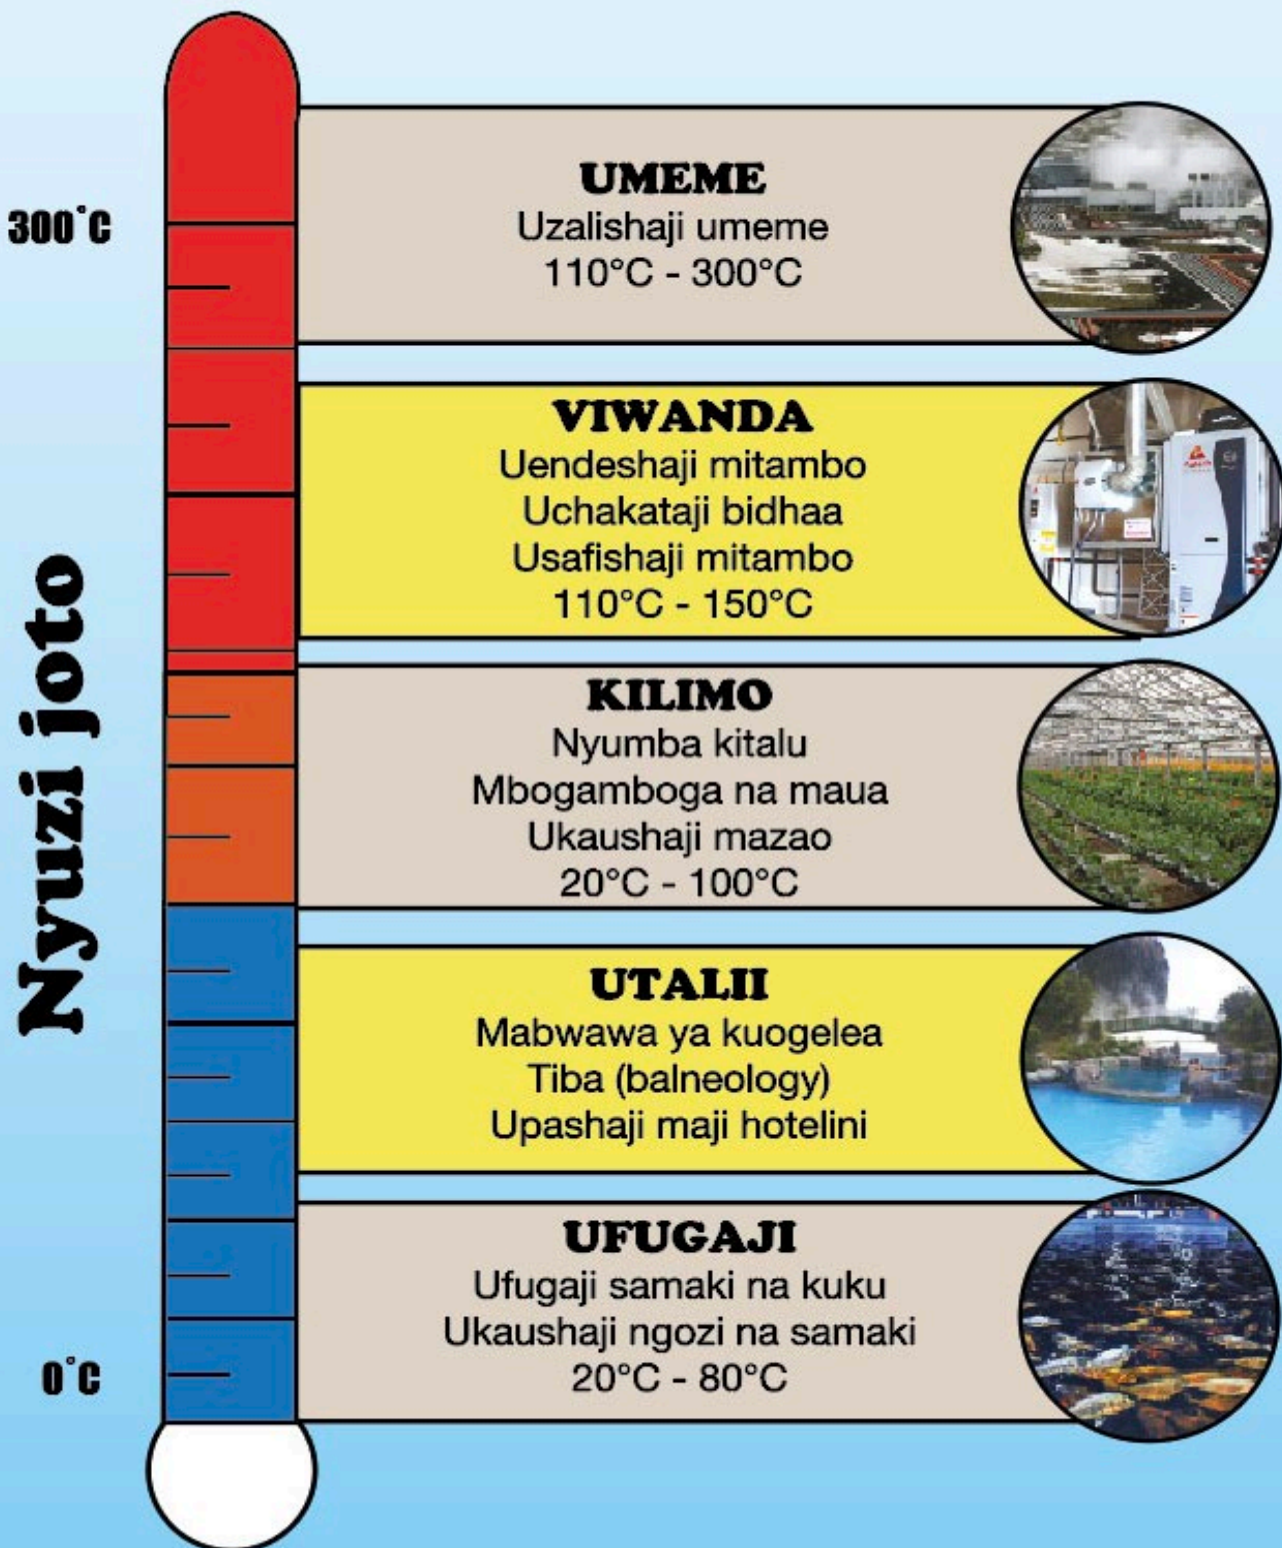 300°C
UMEME
Uzalishaji umeme
110°C - 300°C
VIWANDA
Uendeshaji mitambo
Uchakataji bidhaa
Usafishaji mitambo
110°C - 150°C
Nyuzi joto
KILIMO
Nyumba kitalu
Mbogamboga na maua
Ukaushaji mazao
20°C - 100°C
UTALII
Mabwawa ya kuogelea
Tiba (balneology)
Upashaji maji hotelini
UFUGAJI
Ufugaji samaki na kuku
Ukaushaji ngozi na samaki
20°C - 80°C
0°C